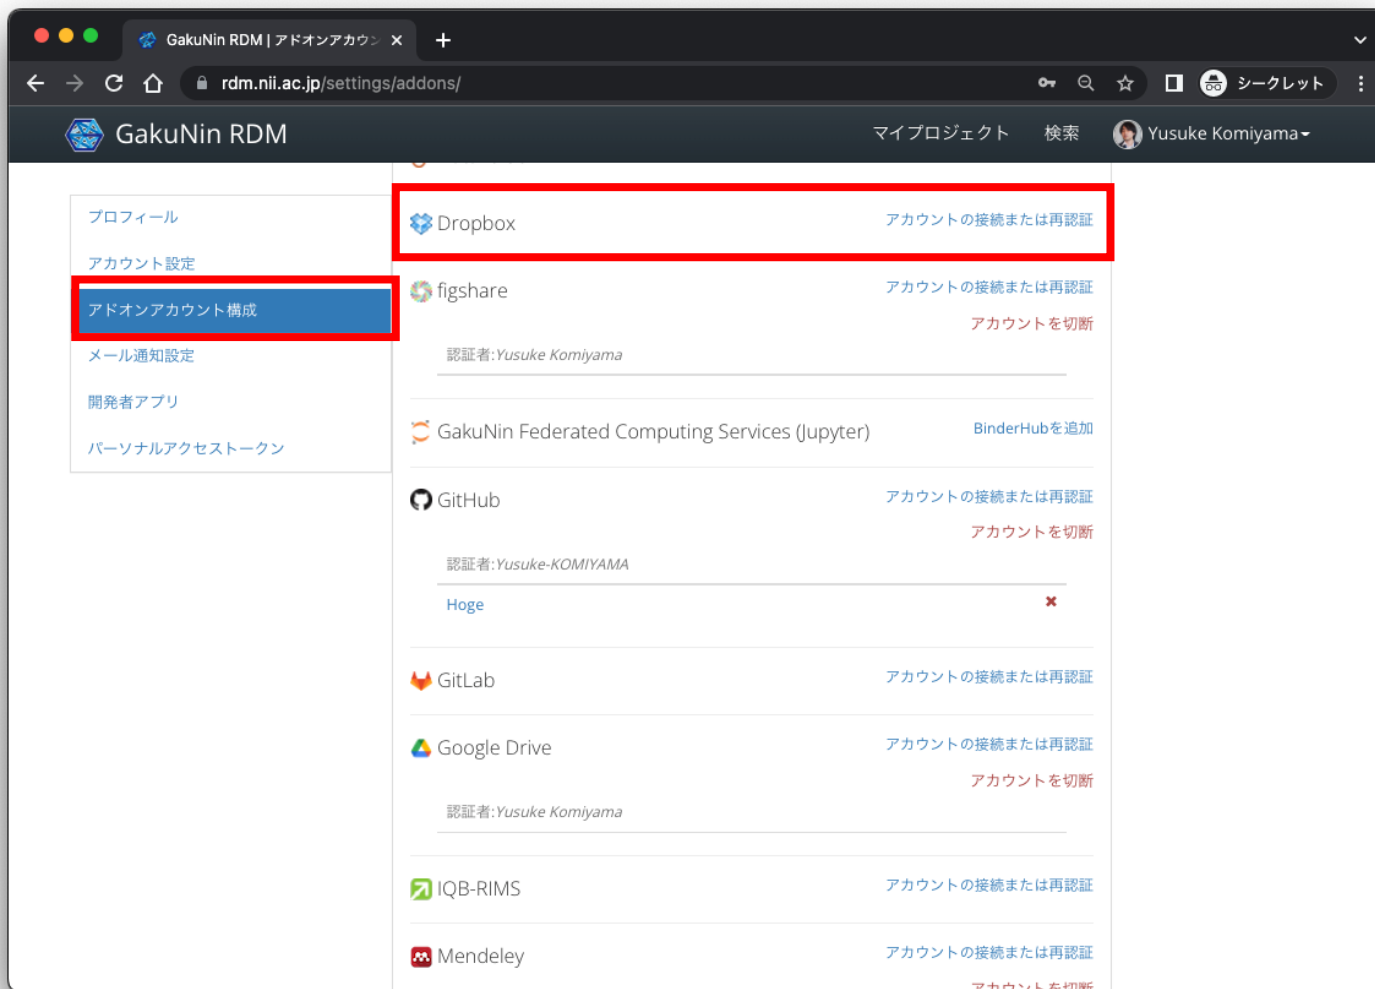 GakuNin RDM | アドオンアカウン
rdm.nii.ac.jp/settings/addons/
シークレット
GakuNin RDM
マイプロジェクト
検索
Yusuke Komiyama
プロフィール
アカウント設定
アドオンアカウント構成
メール通知設定
開発者アプリ
パーソナルアクセストークン
Dropbox
アカウントの接続または再認証
figshare
アカウントの接続または再認証
アカウントを切断
認証者:Yusuke Komiyama
GakuNin Federated Computing Services (Jupyter)
BinderHubを追加
GitHub
アカウントの接続または再認証
アカウントを切断
認証者:Yusuke-KOMIYAMA
Hoge
GitLab
アカウントの接続または再認証
Google Drive
アカウントの接続または再認証
アカウントを切断
認証者:Yusuke Komiyama
IQB-RIMS
アカウントの接続または再認証
Mendeley
アカウントの接続または再認証
アカウントを切断